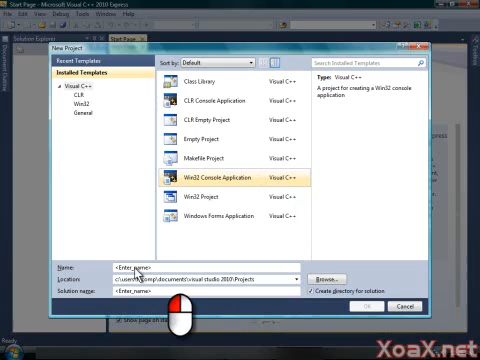 Start Page - Microsoft Visual C++ 2010 Express
File Edit View Debug Tools Window Help
Solution Explorer
Start Page
Document Outline
Toolbox
New Project
Recent Templates
Installed Templates
Sort by: Default
Search Installed Templates
Visual C++
CLR
Win32
General
Class Library Visual C++
CLR Console Application Visual C++
CLR Empty Project Visual C++
Empty Project Visual C++
Makefile Project Visual C++
Win32 Console Application Visual C++
Win32 Project Visual C++
Windows Forms Application Visual C++
Type: Visual C++
A project for creating a Win32 console
application
Name: <Enter_name>
Location:
Browse...
Solution name: <Enter_name>
Create directory for solution
OK Cancel
Ready
XoaX.net